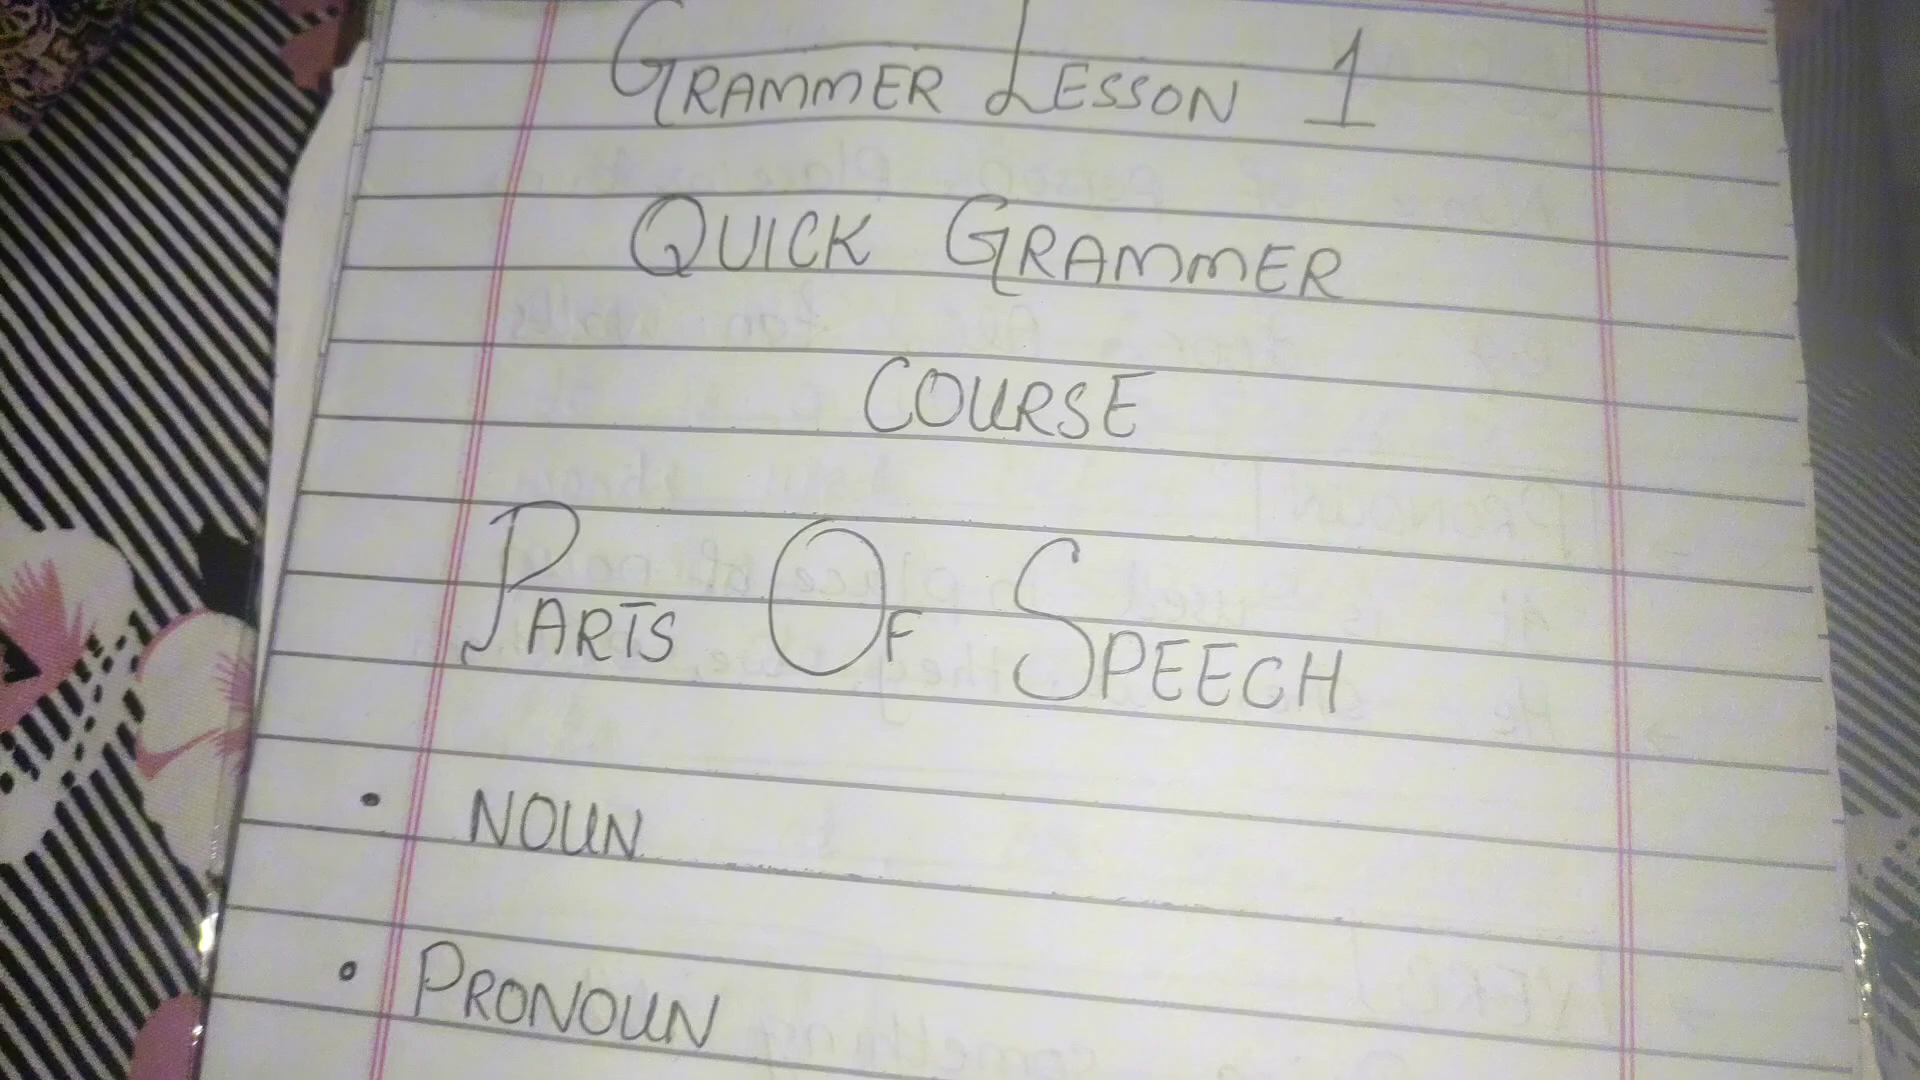 GRAMMER LESSON 1
QUICK GRAMMER
COURSE
PARTS OF SPEECH
• NOUN
• PRONOUN